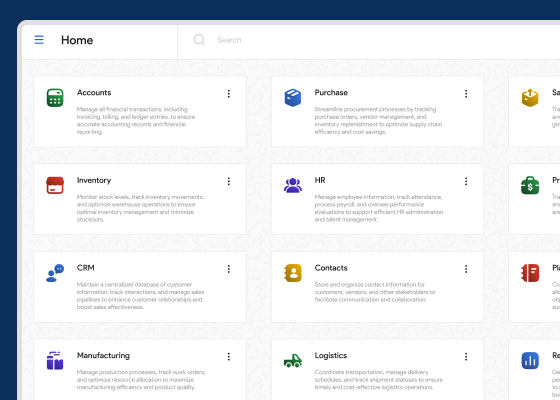 Home
Search
Accounts
Manage all financial transactions, including
invoicing, billing, and ledger entries, to ensure
accurate accounting records and financial
reporting.
Purchase
Streamline procurement processes by tracking
purchase orders, vendor management, and
inventory replenishment to optimize supply chain
efficiency and cost savings.
Inventory
Monitor stock levels, track inventory movements,
and optimize warehouse operations to ensure
optimal inventory management and minimize
stockouts.
HR
Manage employee information, track attendance,
process payroll, and oversee performance
evaluations to support efficient HR administration
and talent management.
CRM
Maintain a centralized database of customer
information, track interactions, and manage sales
pipelines to enhance customer relationships and
boost sales effectiveness.
Contacts
Store and organize contact information for
customers, vendors, and other stakeholders to
facilitate communication and collaboration.
Manufacturing
Manage production processes, track work orders,
and optimize resource allocation to maximize
manufacturing efficiency and product quality.
Logistics
Coordinate transportation, manage delivery
schedules, and track shipment statuses to ensure
timely and cost-effective logistics operations.